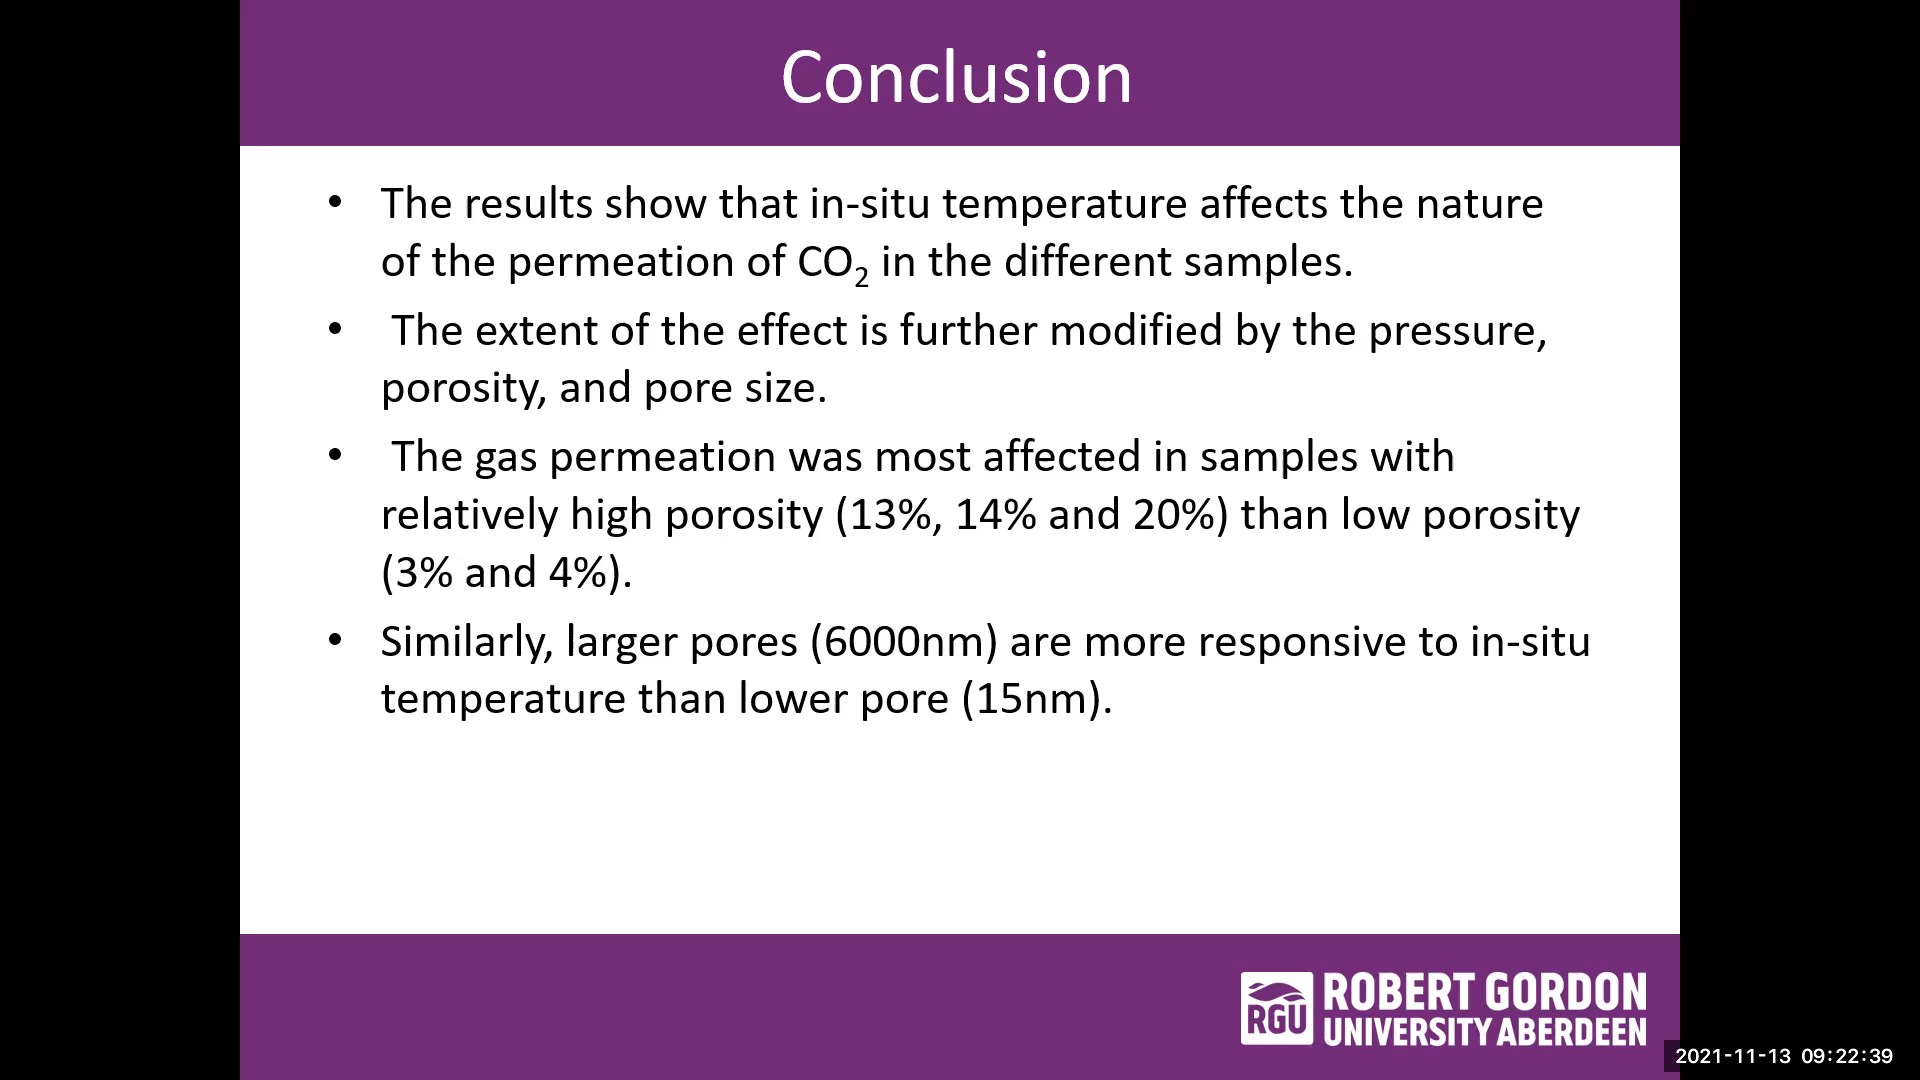 Conclusion
• The results show that in-situ temperature affects the nature
of the permeation of CO₂ in the different samples.
• The extent of the effect is further modified by the pressure,
porosity, and pore size.
• The gas permeation was most affected in samples with
relatively high porosity (13%, 14% and 20%) than low porosity
(3% and 4%).
• Similarly, larger pores (6000nm) are more responsive to in-situ
temperature than lower pore (15nm).
RGU
ROBERT GORDON
UNIVERSITY ABERDEEN
2021-11-13 09:22:39